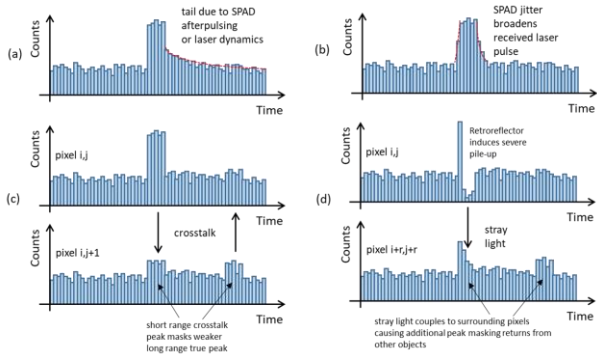 (a)
Counts
tail due to SPAD
afterpulsing
or laser dynamics
Time
(b)
Counts
SPAD jitter
broadens
received laser
pulse
Time
(c)
Counts
pixel i,j
Time
crosstalk
Counts
pixel i,j+1
Time
short range crosstalk
peak masks weaker
long range true peak
(d)
Counts
pixel i,j
Retroreflector
induces severe
pile-up
Time
stray
light
Counts
pixel i+r,j+r
Time
stray light couples to surrounding pixels
causing additional peak masking returns from
other objects